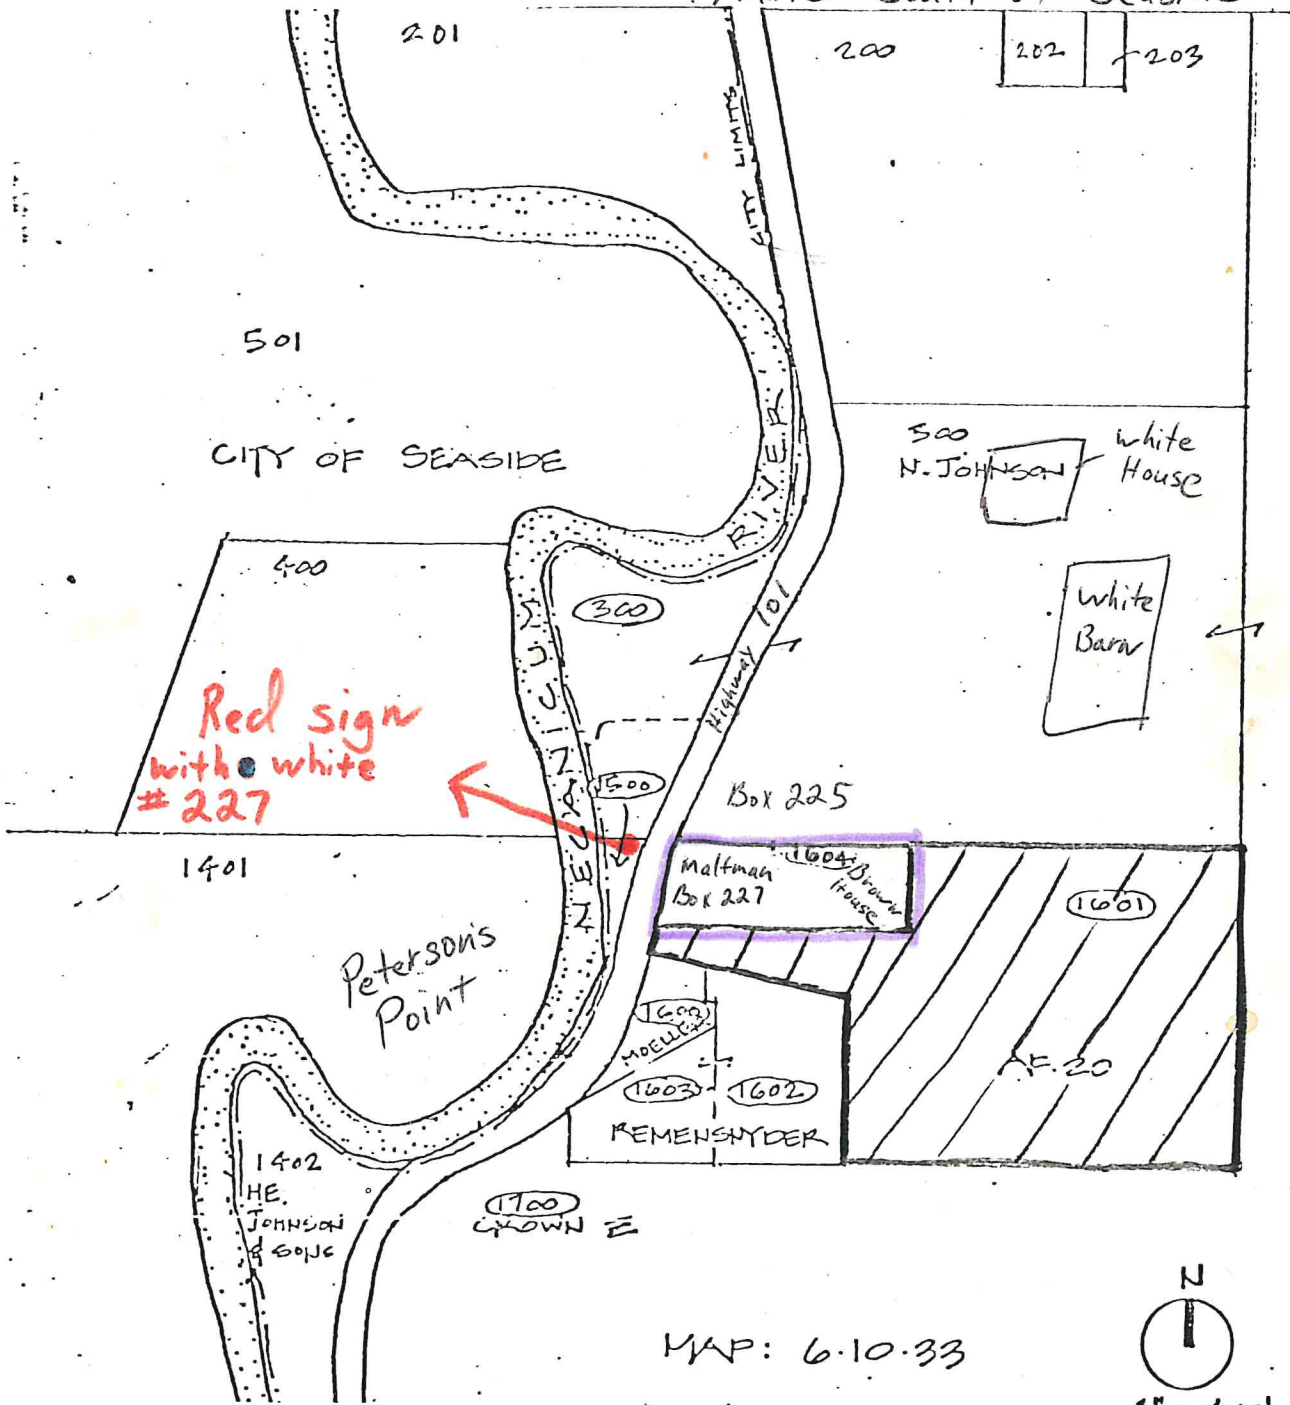 201
200
202
203
CITY LIMITS
501
CITY OF SEASIDE
500
N. JOHNSON
White
House
RIVER
400
300
White
Barn
NECANICUM
Highway 101
Red sign
with white
# 227
1500
Box 225
1401
Maltman
Box 227
1604
Brown
House
1601
Peterson's
Point
MOELLER
1603
1602
REMENSNYDER
1402
HE.
JOHNSON
& SONS
1700
CROWN Z
N
MAP: 6.10.33